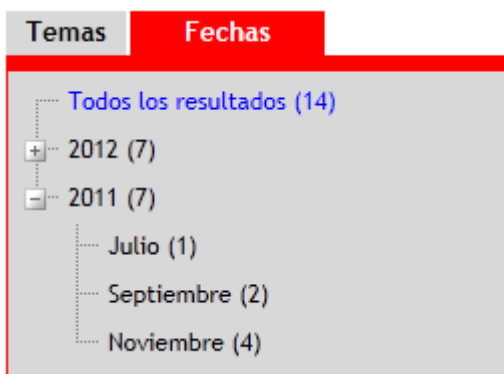 Temas Fechas
Todos los resultados (14)
2012 (7)
2011 (7)
Julio (1)
Septiembre (2)
Noviembre (4)